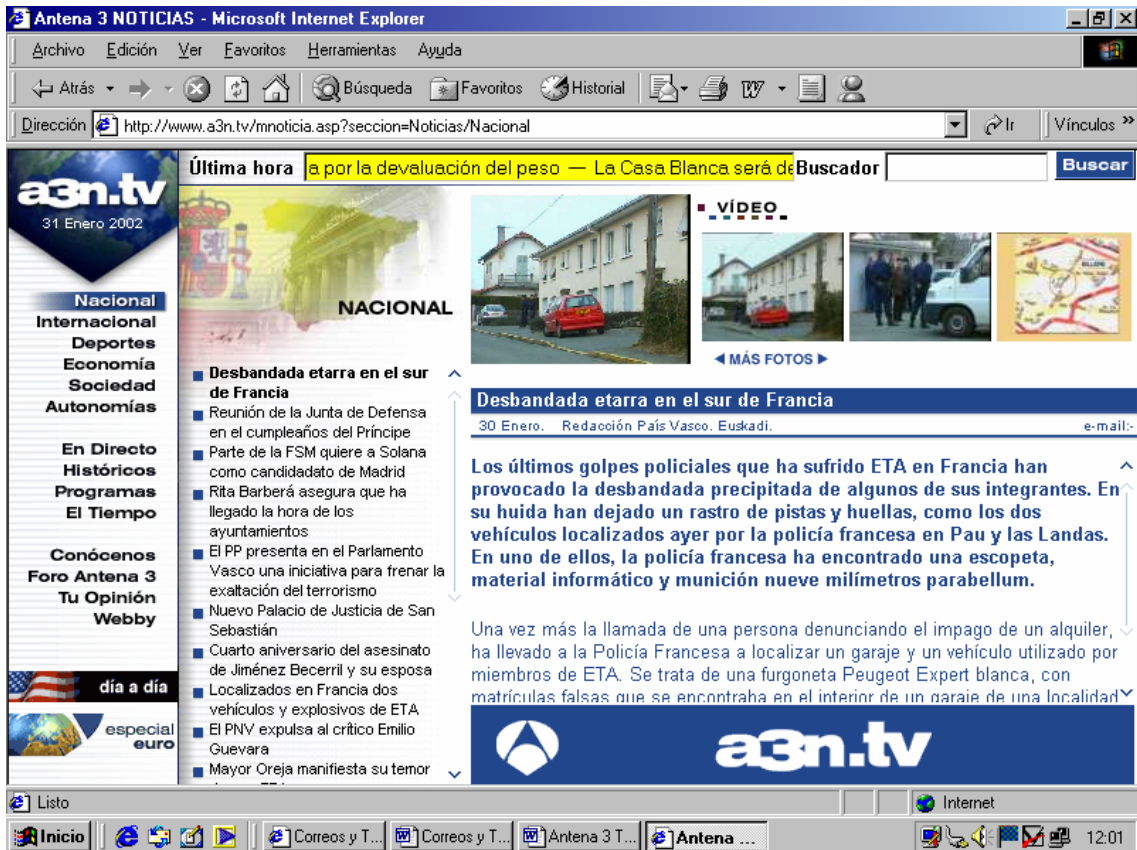 Antena 3 NOTICIAS - Microsoft Internet Explorer
Archivo Edición Ver Favoritos Herramientas Ayuda
Atrás Búsqueda Favoritos Historial
Dirección http://www.a3n.tv/mnoticia.asp?seccion=Noticias/Nacional Ir Vínculos »
Última hora a por la devaluación del peso — La Casa Blanca será de Buscador Buscar
a3n.tv
31 Enero 2002
Nacional
Internacional
Deportes
Economía
Sociedad
Autonomías
En Directo
Históricos
Programas
El Tiempo
Conócenos
Foro Antena 3
Tu Opinión
Webby
día a día
especial
euro
NACIONAL
Desbandada etarra en el sur
de Francia
Reunión de la Junta de Defensa
en el cumpleaños del Príncipe
Parte de la FSM quiere a Solana
como candidadato de Madrid
Rita Barberá asegura que ha
llegado la hora de los
ayuntamientos
El PP presenta en el Parlamento
Vasco una iniciativa para frenar la
exaltación del terrorismo
Nuevo Palacio de Justicia de San
Sebastián
Cuarto aniversario del asesinato
de Jiménez Becerril y su esposa
Localizados en Francia dos
vehículos y explosivos de ETA
El PNV expulsa al crítico Emilio
Guevara
Mayor Oreja manifiesta su temor
VÍDEO
MÁS FOTOS
Desbandada etarra en el sur de Francia
30 Enero. Redacción País Vasco. Euskadi. e-mail:-
Los últimos golpes policiales que ha sufrido ETA en Francia han
provocado la desbandada precipitada de algunos de sus integrantes. En
su huida han dejado un rastro de pistas y huellas, como los dos
vehículos localizados ayer por la policía francesa en Pau y las Landas.
En uno de ellos, la policía francesa ha encontrado una escopeta,
material informático y munición nueve milímetros parabellum.
Una vez más la llamada de una persona denunciando el impago de un alquiler,
ha llevado a la Policía Francesa a localizar un garaje y un vehículo utilizado por
miembros de ETA. Se trata de una furgoneta Peugeot Expert blanca, con
matrículas falsas que se encontraba en el interior de un garaje de una localidad
a3n.tv
Listo Internet
Inicio Correos y T... Correos y T... Antena 3 T... Antena ... 12:01